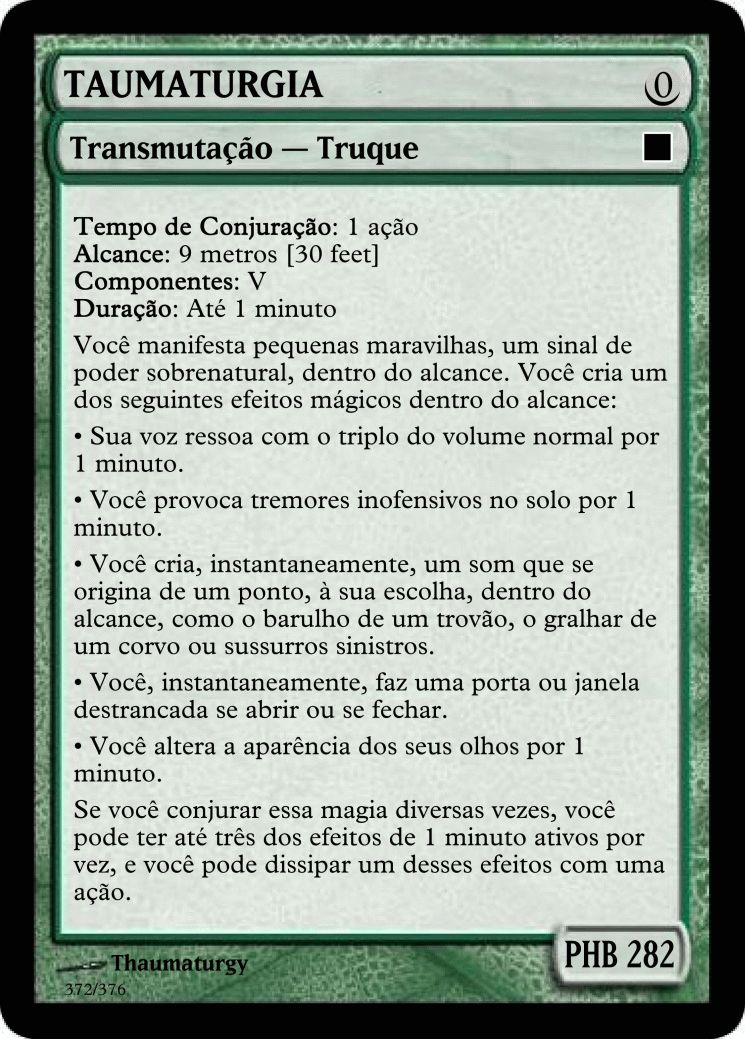 TAUMATURGIA
0
Transmutação — Truque
Tempo de Conjuração: 1 ação
Alcance: 9 metros [30 feet]
Componentes: V
Duração: Até 1 minuto
Você manifesta pequenas maravilhas, um sinal de
poder sobrenatural, dentro do alcance. Você cria um
dos seguintes efeitos mágicos dentro do alcance:
• Sua voz ressoa com o triplo do volume normal por
1 minuto.
• Você provoca tremores inofensivos no solo por 1
minuto.
• Você cria, instantaneamente, um som que se
origina de um ponto, à sua escolha, dentro do
alcance, como o barulho de um trovão, o gralhar de
um corvo ou sussurros sinistros.
• Você, instantaneamente, faz uma porta ou janela
destrancada se abrir ou se fechar.
• Você altera a aparência dos seus olhos por 1
minuto.
Se você conjurar essa magia diversas vezes, você
pode ter até três dos efeitos de 1 minuto ativos por
vez, e você pode dissipar um desses efeitos com uma
ação.
PHB 282
Thaumaturgy
372/376